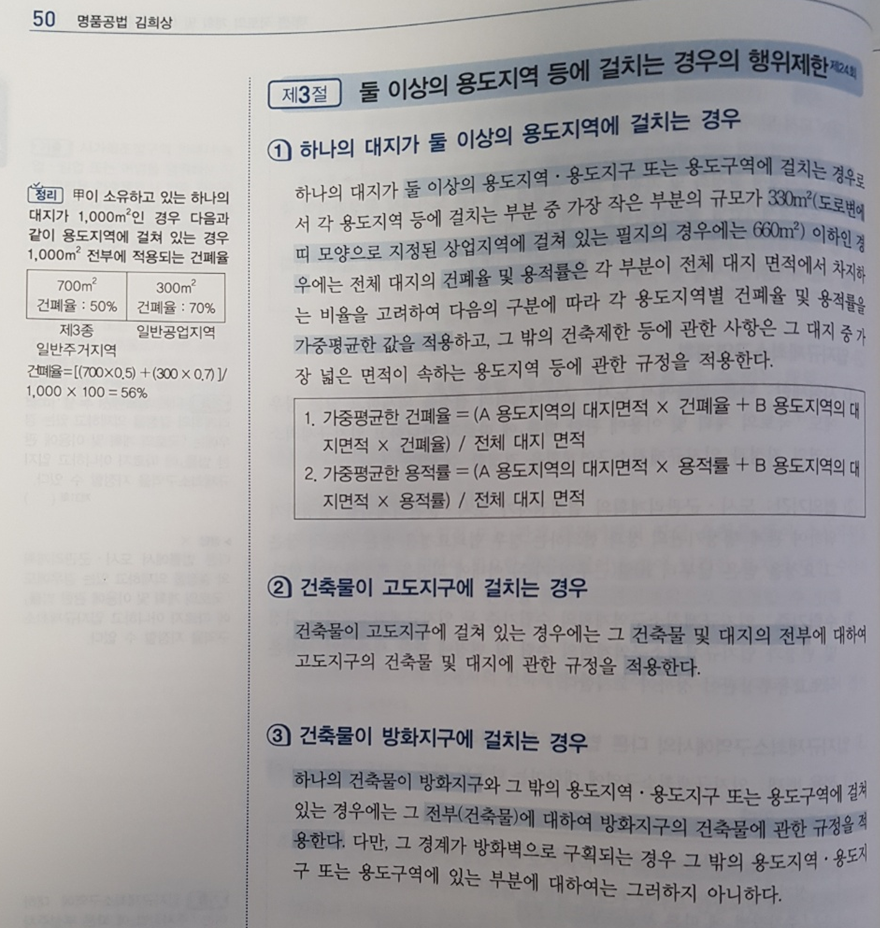 50 명품공법 김희상
제3절 둘 이상의 용도지역 등에 걸치는 경우의 행위제한 제24회
① 하나의 대지가 둘 이상의 용도지역에 걸치는 경우
하나의 대지가 둘 이상의 용도지역·용도지구 또는 용도구역에 걸치는 경우로
서 각 용도지역 등에 걸치는 부분 중 가장 작은 부분의 규모가 330m²(도로변에
띠 모양으로 지정된 상업지역에 걸쳐 있는 필지의 경우에는 660m²) 이하인 경
우에는 전체 대지의 건폐율 및 용적률은 각 부분이 전체 대지 면적에서 차지하
는 비율을 고려하여 다음의 구분에 따라 각 용도지역별 건폐율 및 용적률을
가중평균한 값을 적용하고, 그 밖의 건축제한 등에 관한 사항은 그 대지 중 가
장 넓은 면적이 속하는 용도지역 등에 관한 규정을 적용한다.
1. 가중평균한 건폐율 = (A 용도지역의 대지면적 × 건폐율 + B 용도지역의 대
지면적 × 건폐율) / 전체 대지 면적
2. 가중평균한 용적률 = (A 용도지역의 대지면적 × 용적률 + B 용도지역의 대
지면적 × 용적률) / 전체 대지 면적
② 건축물이 고도지구에 걸치는 경우
건축물이 고도지구에 걸쳐 있는 경우에는 그 건축물 및 대지의 전부에 대하여
고도지구의 건축물 및 대지에 관한 규정을 적용한다.
③ 건축물이 방화지구에 걸치는 경우
하나의 건축물이 방화지구와 그 밖의 용도지역·용도지구 또는 용도구역에 걸쳐
있는 경우에는 그 전부(건축물)에 대하여 방화지구의 건축물에 관한 규정을 적
용한다. 다만, 그 경계가 방화벽으로 구획되는 경우 그 밖의 용도지역·용도지
구 또는 용도구역에 있는 부분에 대하여는 그러하지 아니하다.
정리 甲이 소유하고 있는 하나의
대지가 1,000m²인 경우 다음과
같이 용도지역에 걸쳐 있는 경우
1,000m² 전부에 적용되는 건폐율
700m² 300m²
건폐율 : 50% 건폐율 : 70%
제3종 일반공업지역
일반주거지역
건폐율=[(700×0.5) +(300×0.7)]/
1,000 × 100 = 56%